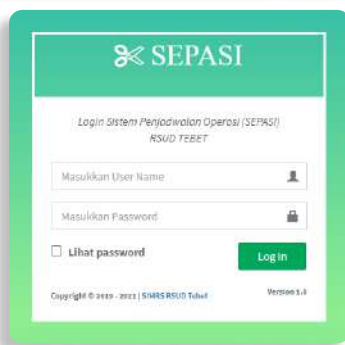 SEPASI
Login Sistem Penjadwalan Operasi (SEPASI)
RSUD TEBET
Masukkan User Name
Masukkan Password
Lihat password
Log In
Copyright © 2019 - 2021 | SIMRS RSUD Tebet
Version 1.0